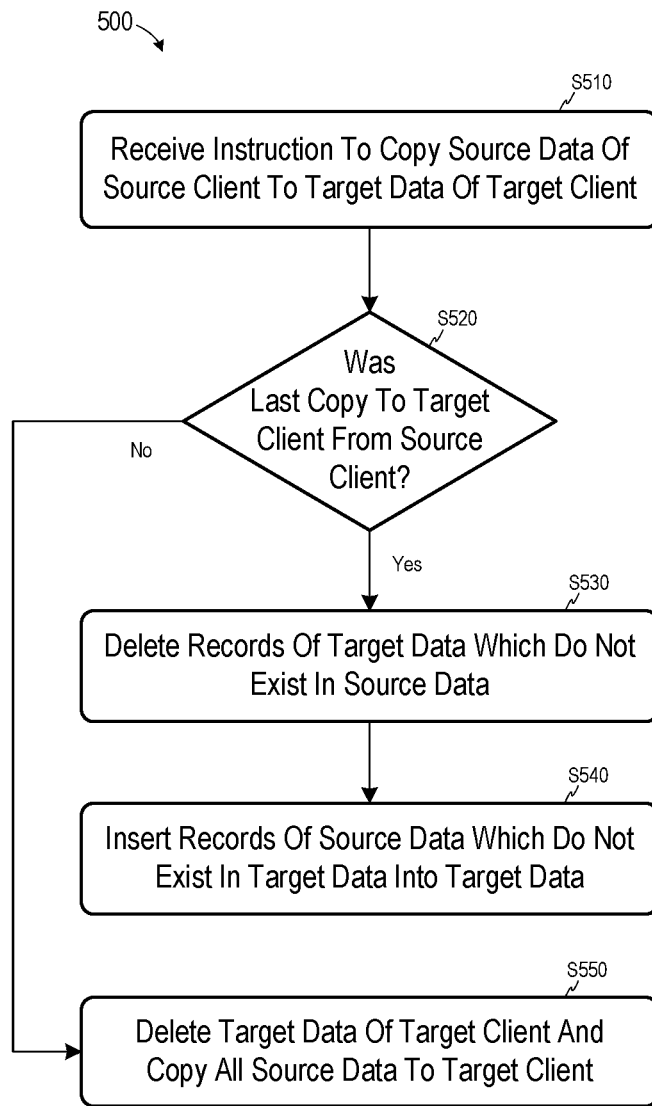 500
S510
Receive Instruction To Copy Source Data Of
Source Client To Target Data Of Target Client
S520
Was
Last Copy To Target
Client From Source
Client?
No
Yes
S530
Delete Records Of Target Data Which Do Not
Exist In Source Data
S540
Insert Records Of Source Data Which Do Not
Exist In Target Data Into Target Data
S550
Delete Target Data Of Target Client And
Copy All Source Data To Target Client